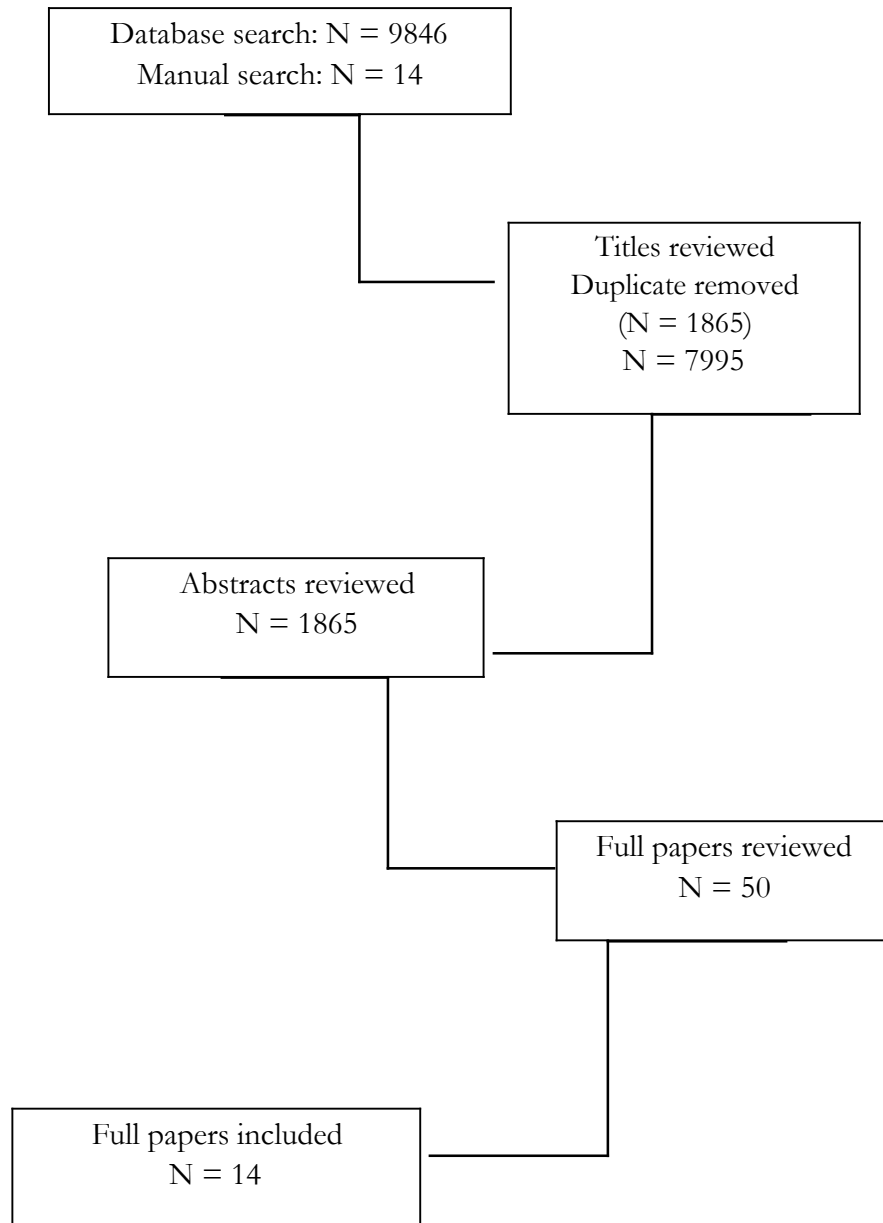 Database search: N = 9846
Manual search: N = 14
Titles reviewed
Duplicate removed
(N = 1865)
N = 7995
Abstracts reviewed
N = 1865
Full papers reviewed
N = 50
Full papers included
N = 14